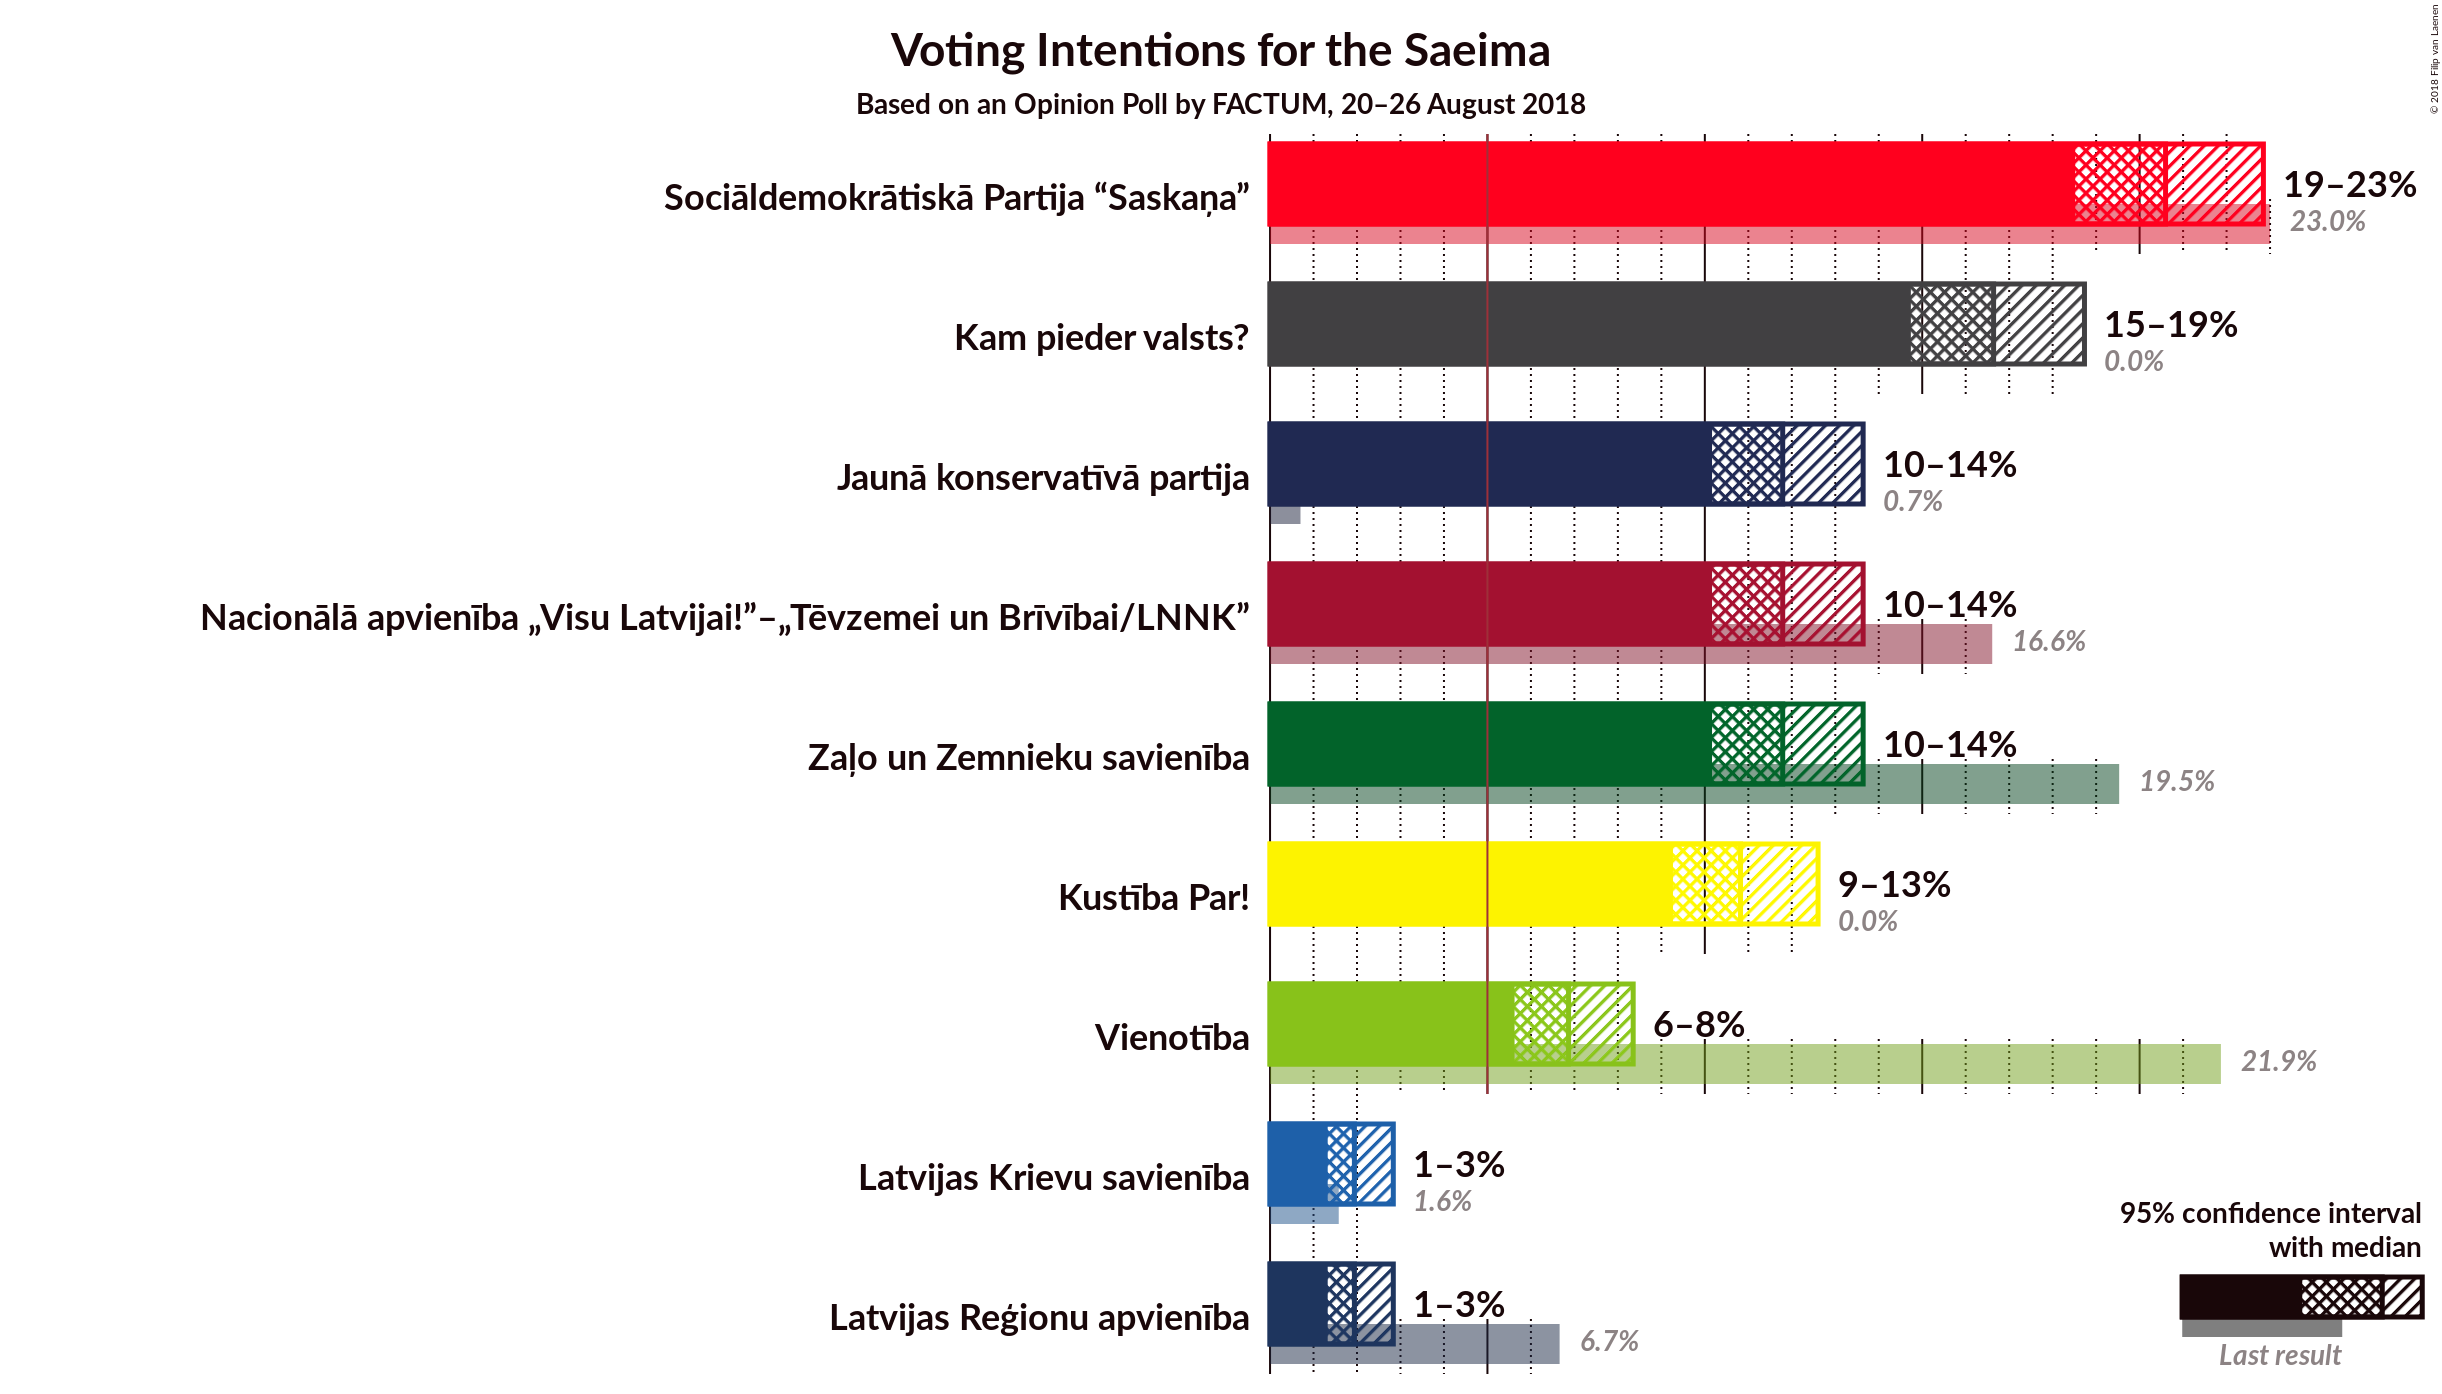 Voting Intentions for the Saeima
Based on an Opinion Poll by FACTUM, 20–26 August 2018
© 2018 Filip van Laenen
Sociāldemokrātiskā Partija “Saskaņa”
19–23%
23.0%
Kam pieder valsts?
15–19%
0.0%
Jaunā konservatīvā partija
10–14%
0.7%
Nacionālā apvienība „Visu Latvijai!”–„Tēvzemei un Brīvībai/LNNK”
10–14%
16.6%
Zaļo un Zemnieku savienība
10–14%
19.5%
Kustība Par!
9–13%
0.0%
Vienotība
6–8%
21.9%
Latvijas Krievu savienība
1–3%
1.6%
Latvijas Reģionu apvienība
1–3%
6.7%
95% confidence interval
with median
Last result